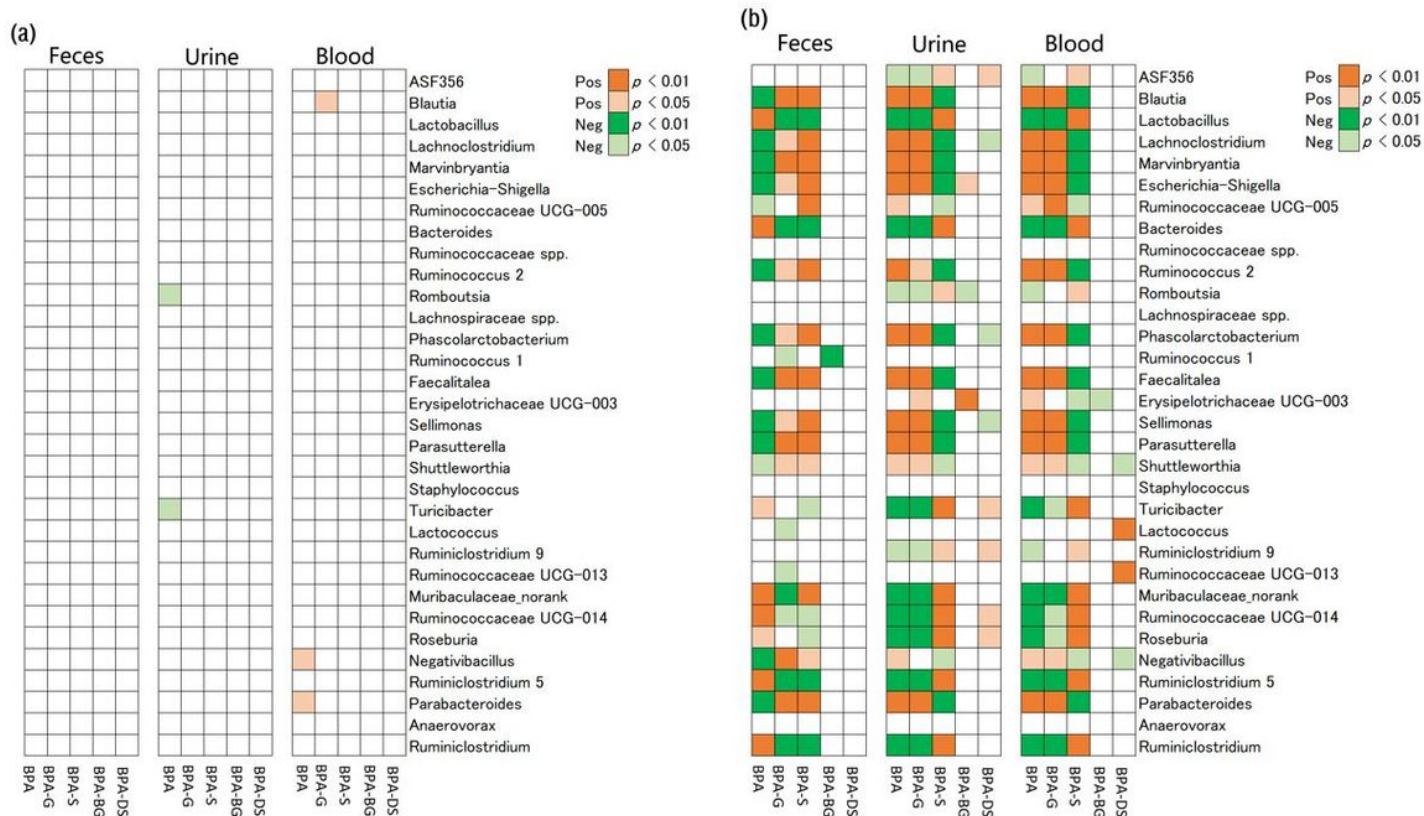 (a)
Feces Urine Blood
ASF356
Blautia
Lactobacillus
Lachnoclostridium
Marvinbryantia
Escherichia-Shigella
Ruminococcaceae UCG-005
Bacteroides
Ruminococcaceae spp.
Ruminococcus 2
Romboutsia
Lachnospiraceae spp.
Phascolarctobacterium
Ruminococcus 1
Faecalitalea
Erysipelotrichaceae UCG-003
Sellimonas
Parasutterella
Shuttleworthia
Staphylococcus
Turicibacter
Lactococcus
Ruminiclostridium 9
Ruminococcaceae UCG-013
Muribaculaceae_norank
Ruminococcaceae UCG-014
Roseburia
Negativibacillus
Ruminiclostridium 5
Parabacteroides
Anaerovorax
Ruminiclostridium
Pos p < 0.01
Pos p < 0.05
Neg p < 0.01
Neg p < 0.05
BPA BPA-G BPA-S BPA-BG BPA-DS BPA BPA-G BPA-S BPA-BG BPA-DS BPA BPA-G BPA-S BPA-BG BPA-DS
(b)
Feces Urine Blood
ASF356
Blautia
Lactobacillus
Lachnoclostridium
Marvinbryantia
Escherichia-Shigella
Ruminococcaceae UCG-005
Bacteroides
Ruminococcaceae spp.
Ruminococcus 2
Romboutsia
Lachnospiraceae spp.
Phascolarctobacterium
Ruminococcus 1
Faecalitalea
Erysipelotrichaceae UCG-003
Sellimonas
Parasutterella
Shuttleworthia
Staphylococcus
Turicibacter
Lactococcus
Ruminiclostridium 9
Ruminococcaceae UCG-013
Muribaculaceae_norank
Ruminococcaceae UCG-014
Roseburia
Negativibacillus
Ruminiclostridium 5
Parabacteroides
Anaerovorax
Ruminiclostridium
Pos p < 0.01
Pos p < 0.05
Neg p < 0.01
Neg p < 0.05
BPA BPA-G BPA-S BPA-BG BPA-DS BPA BPA-G BPA-S BPA-BG BPA-DS BPA BPA-G BPA-S BPA-BG BPA-DS